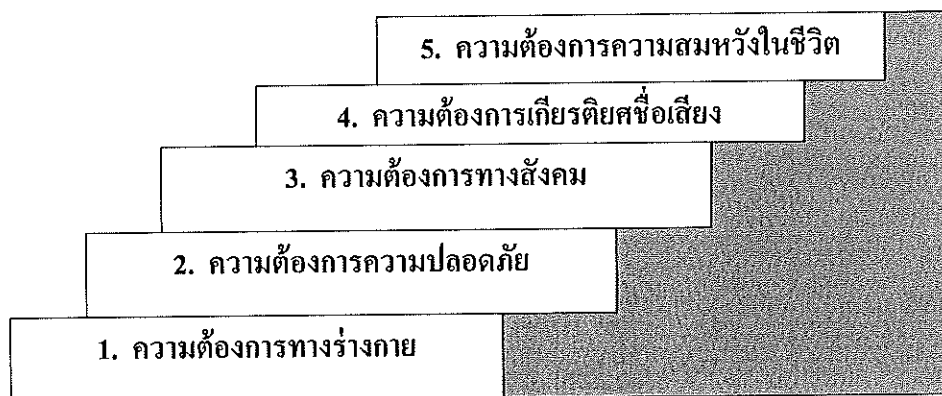 5. ความต้องการความสมหวังในชีวิต
4. ความต้องการเกียรติยศชื่อเสียง
3. ความต้องการทางสังคม
2. ความต้องการความปลอดภัย
1. ความต้องการทางร่างกาย